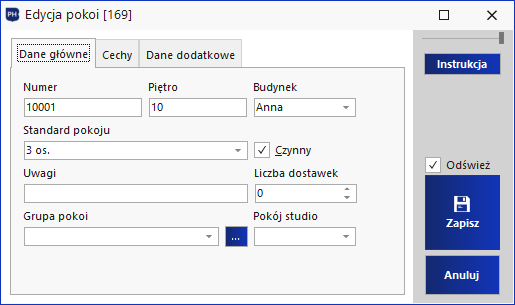 PH
Edycja pokoi [169]
Dane główne Cechy Dane dodatkowe
Instrukcja
Numer Piętro Budynek
10001 10 Anna
Standard pokoju
3 os. Czynny
Uwagi Liczba dostawek
0
Odśwież
Grupa pokoi Pokój studio
...
Zapisz
Anuluj